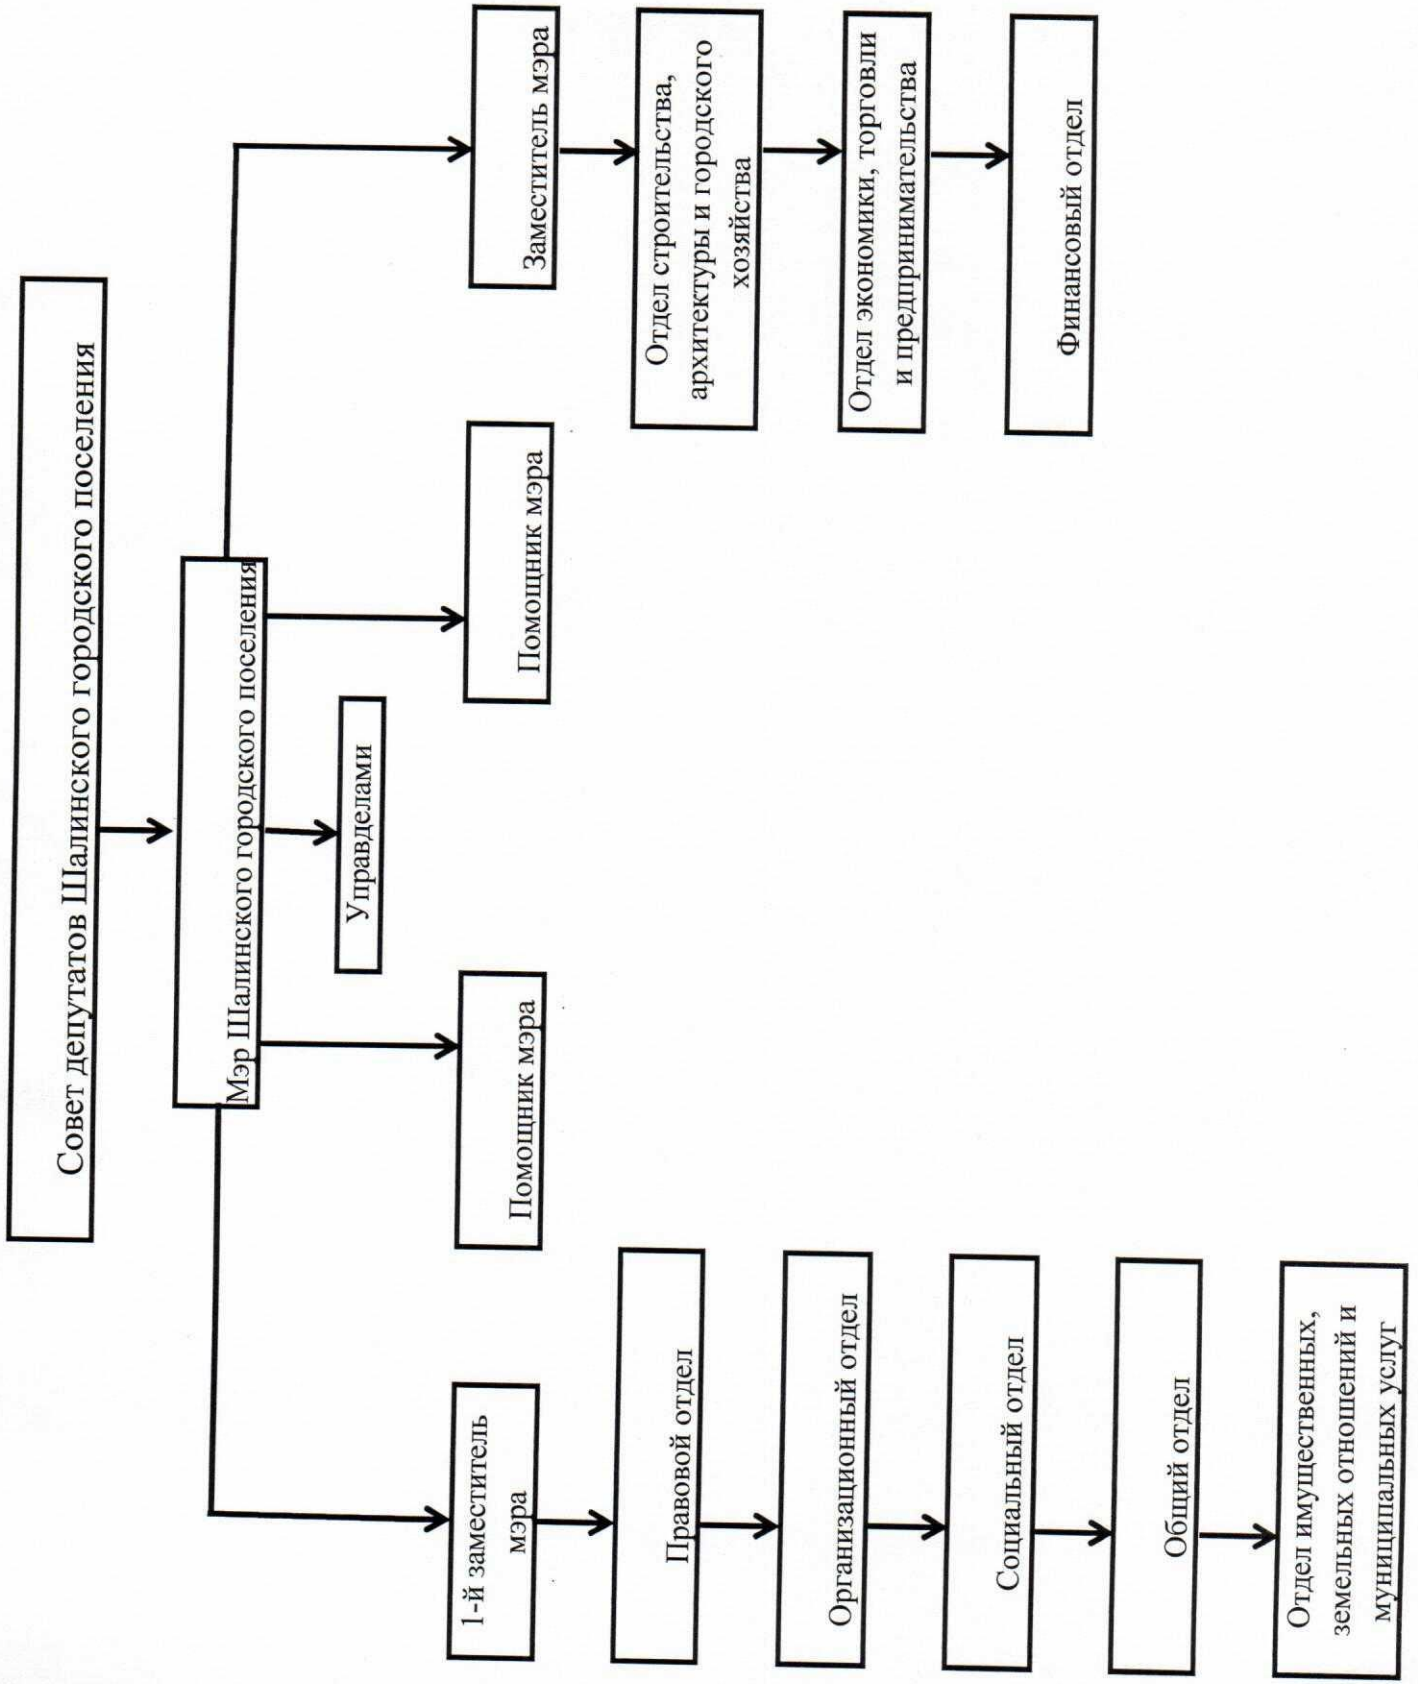 Совет депутатов Шалинского городского поселения
Мэр Шалинского городского поселения
Управделами
1-й заместитель
мэра
Помощник мэра
Помощник мэра
Заместитель мэра
Правовой отдел
Организационный отдел
Социальный отдел
Общий отдел
Отдел имущественных,
земельных отношений и
муниципальных услуг
Отдел строительства,
архитектуры и городского
хозяйства
Отдел экономики, торговли
и предпринимательства
Финансовый отдел